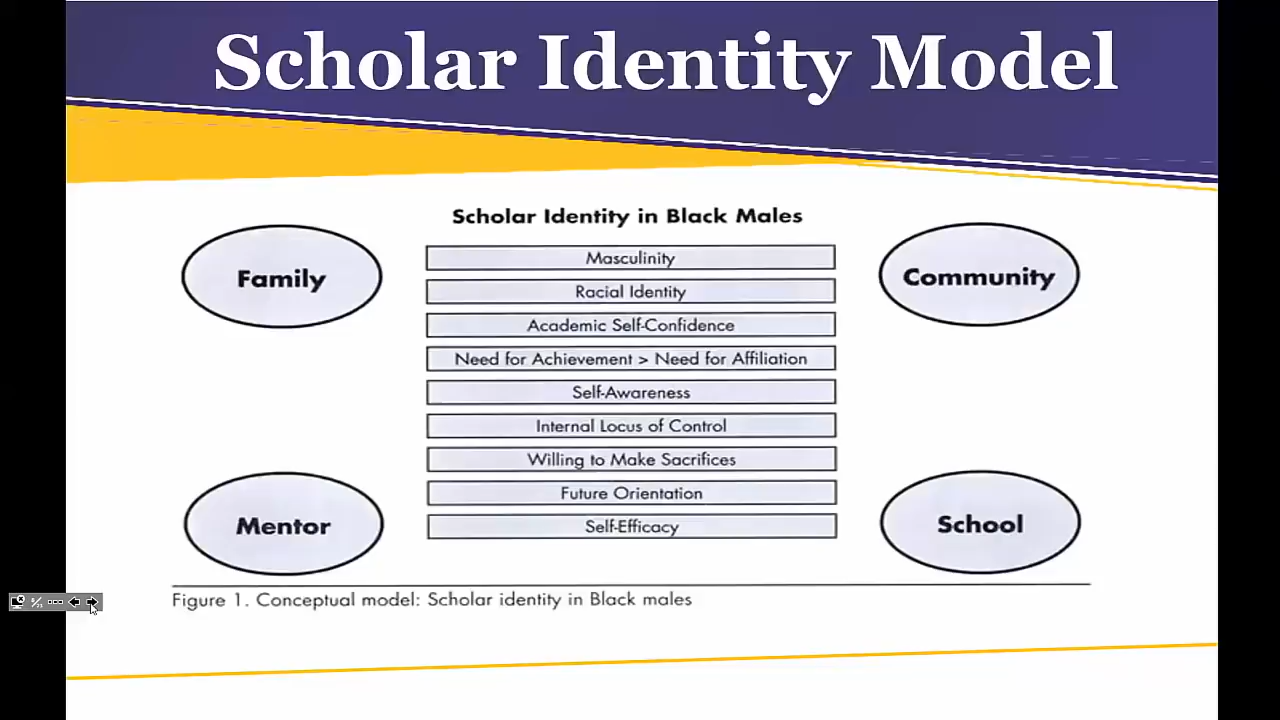 Scholar Identity Model
Scholar Identity in Black Males
Family
Community
Masculinity
Racial Identity
Academic Self-Confidence
Need for Achievement > Need for Affiliation
Self-Awareness
Internal Locus of Control
Willing to Make Sacrifices
Future Orientation
Self-Efficacy
Mentor
School
Figure 1. Conceptual model: Scholar identity in Black males